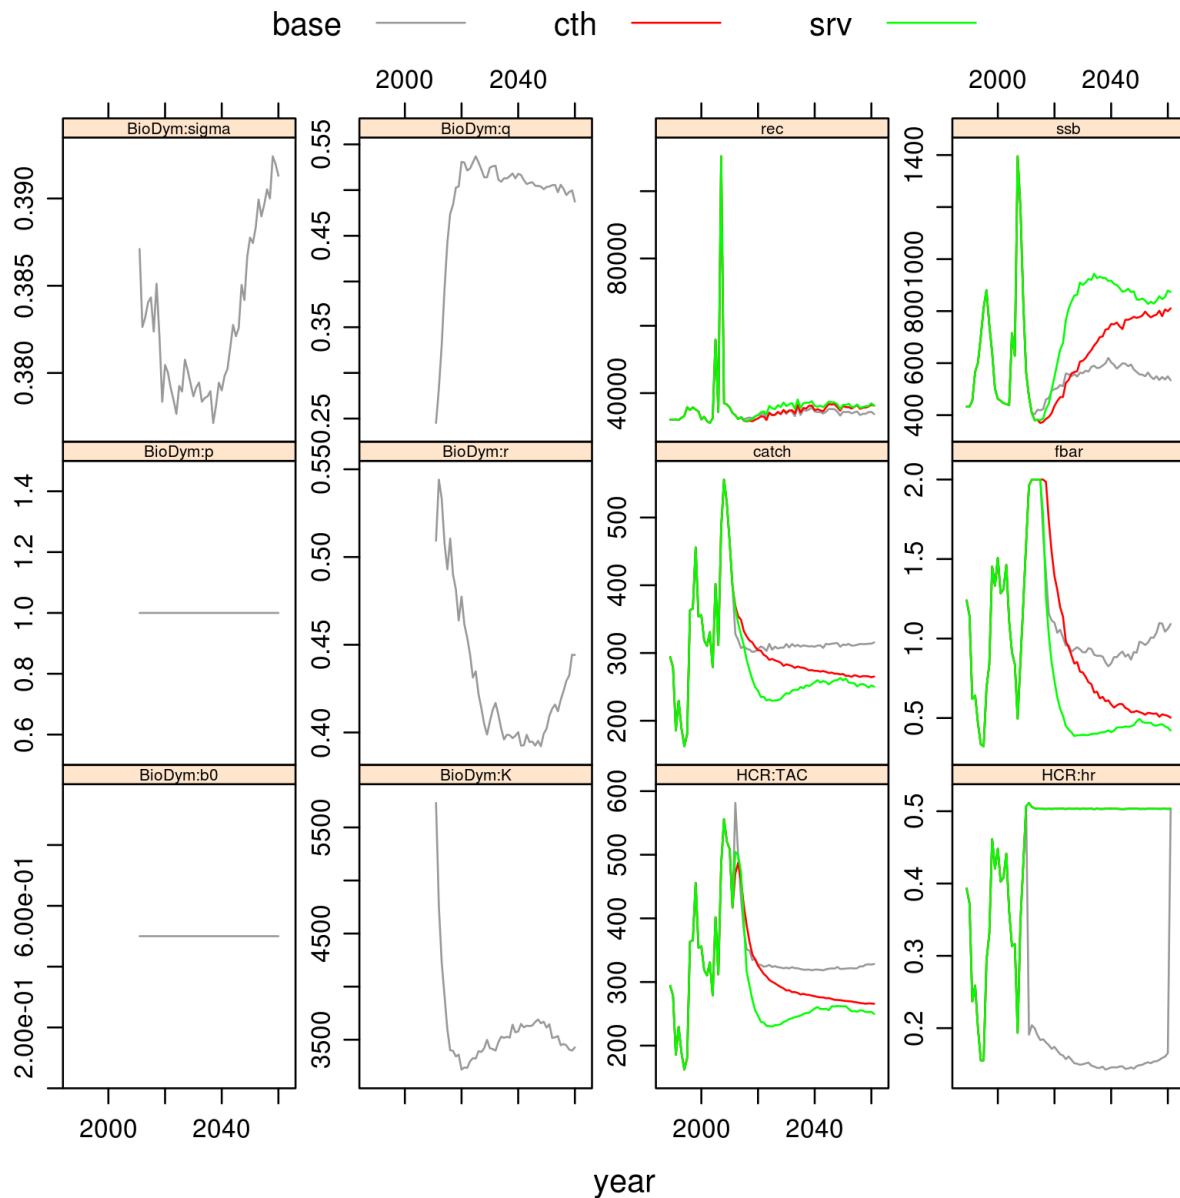 base cth srv
2000 2040 2000 2040
BioDym:sigma BioDym:q rec ssb
0.380 0.385 0.390
0.25 0.35 0.45 0.55
40000 80000
400 600 800 1000 1400
BioDym:p BioDym:r catch fbar
0.6 0.8 1.0 1.2 1.4
0.40 0.45 0.50 0.55
200 300 400 500
0.5 1.0 1.5 2.0
BioDym:b0 BioDym:K HCR:TAC HCR:hr
2.00e-01 6.00e-01
3500 4500 5500
200 300 400 500 600
0.2 0.3 0.4 0.5
2000 2040 2000 2040
year